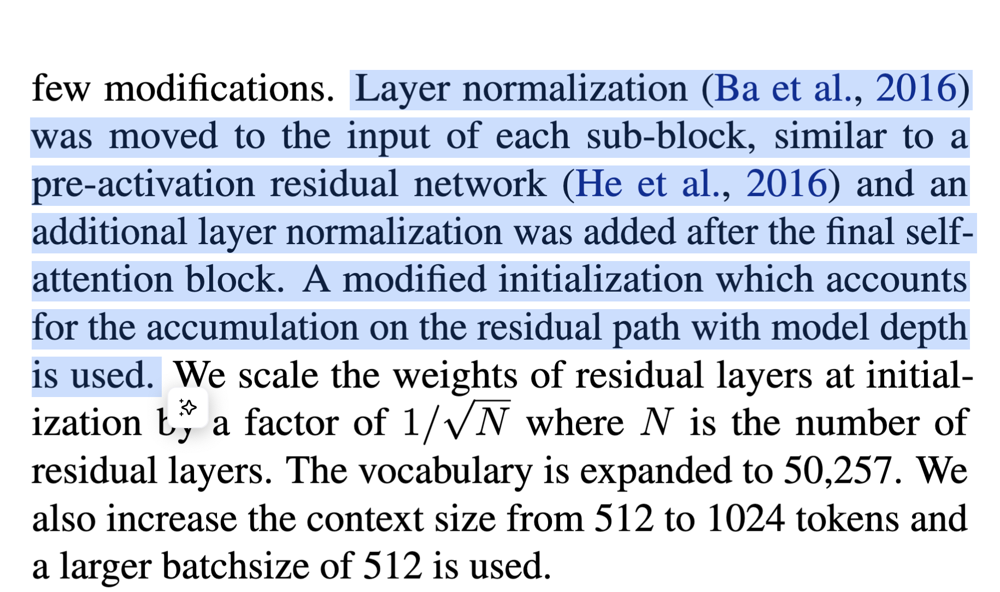 few modifications. Layer normalization (Ba et al., 2016)
was moved to the input of each sub-block, similar to a
pre-activation residual network (He et al., 2016) and an
additional layer normalization was added after the final self-
attention block. A modified initialization which accounts
for the accumulation on the residual path with model depth
is used. We scale the weights of residual layers at initial-
ization by a factor of 1/√N where N is the number of
residual layers. The vocabulary is expanded to 50,257. We
also increase the context size from 512 to 1024 tokens and
a larger batchsize of 512 is used.